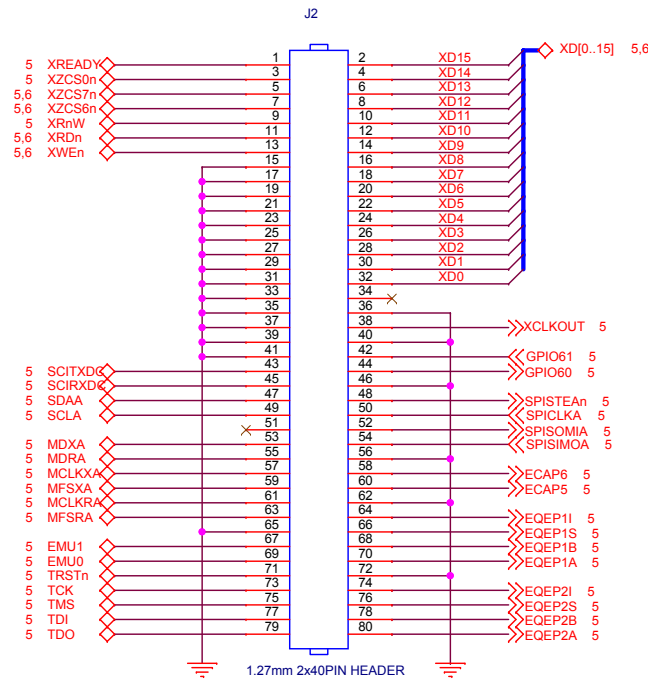 J2
5 XREADY 1 2 XD15 XD[0..15] 5,6
5 XZCS0n 3 4 XD14
5,6 XZCS7n 5 6 XD13
5,6 XZCS6n 7 8 XD12
5 XRnW 9 10 XD11
5,6 XRDn 11 12 XD10
5,6 XWEn 13 14 XD9
15 16 XD8
17 18 XD7
19 20 XD6
21 22 XD5
23 24 XD4
25 26 XD3
27 28 XD2
29 30 XD1
31 32 XD0
33 34
35 36
37 38 XCLKOUT 5
39 40
41 42 GPIO61 5
5 SCITXDC 43 44 GPIO60 5
5 SCIRXDC 45 46
5 SDAA 47 48 SPISTEAn 5
5 SCLA 49 50 SPICLKA 5
51 52 SPISOMIA 5
5 MDXA 53 54 SPISIMOA 5
5 MDRA 55 56
5 MCLKXA 57 58 ECAP6 5
5 MFSXA 59 60 ECAP5 5
5 MCLKRA 61 62
5 MFSRA 63 64 EQEP1I 5
65 66 EQEP1S 5
5 EMU1 67 68 EQEP1B 5
5 EMU0 69 70 EQEP1A 5
5 TRSTn 71 72
5 TCK 73 74 EQEP2I 5
5 TMS 75 76 EQEP2S 5
5 TDI 77 78 EQEP2B 5
5 TDO 79 80 EQEP2A 5
1.27mm 2x40PIN HEADER